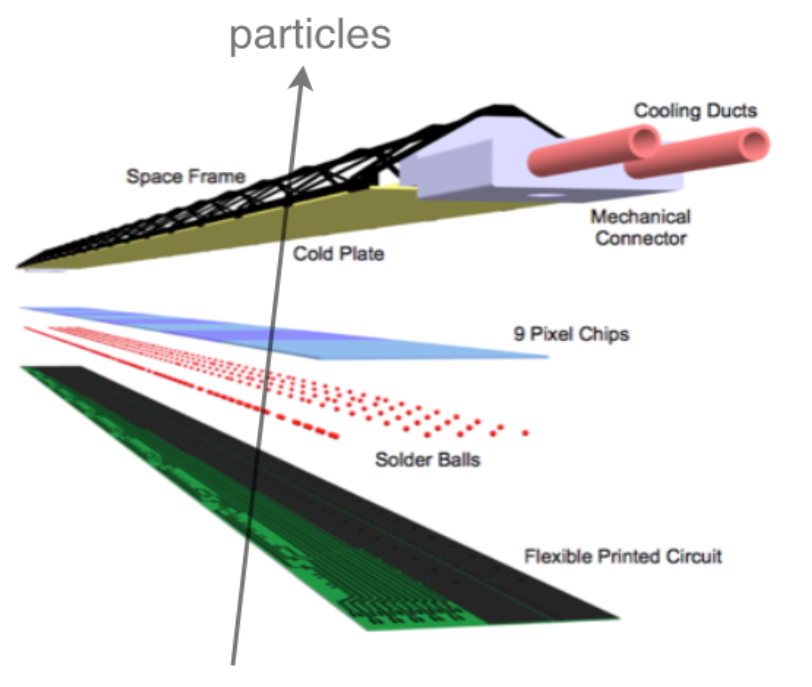 particles
Cooling Ducts
Space Frame
Mechanical
Connector
Cold Plate
9 Pixel Chips
Solder Balls
Flexible Printed Circuit